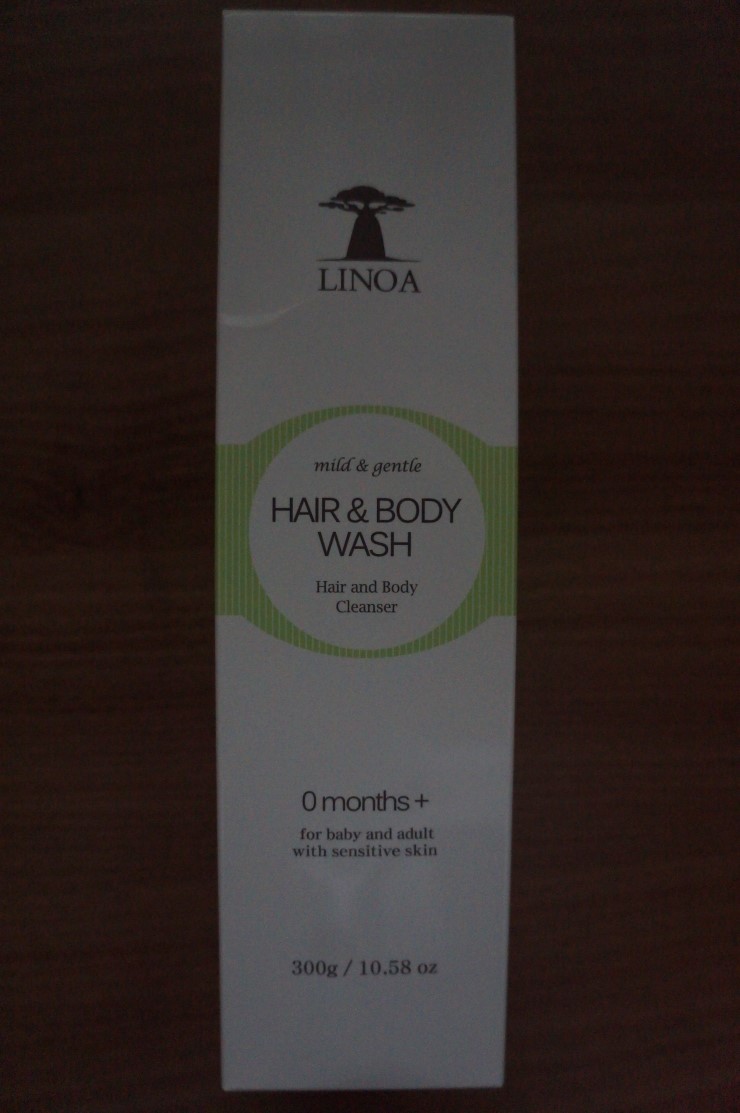 LINOA
mild & gentle
HAIR & BODY
WASH
Hair and Body
Cleanser
0 months +
for baby and adult
with sensitive skin
300g / 10.58 oz